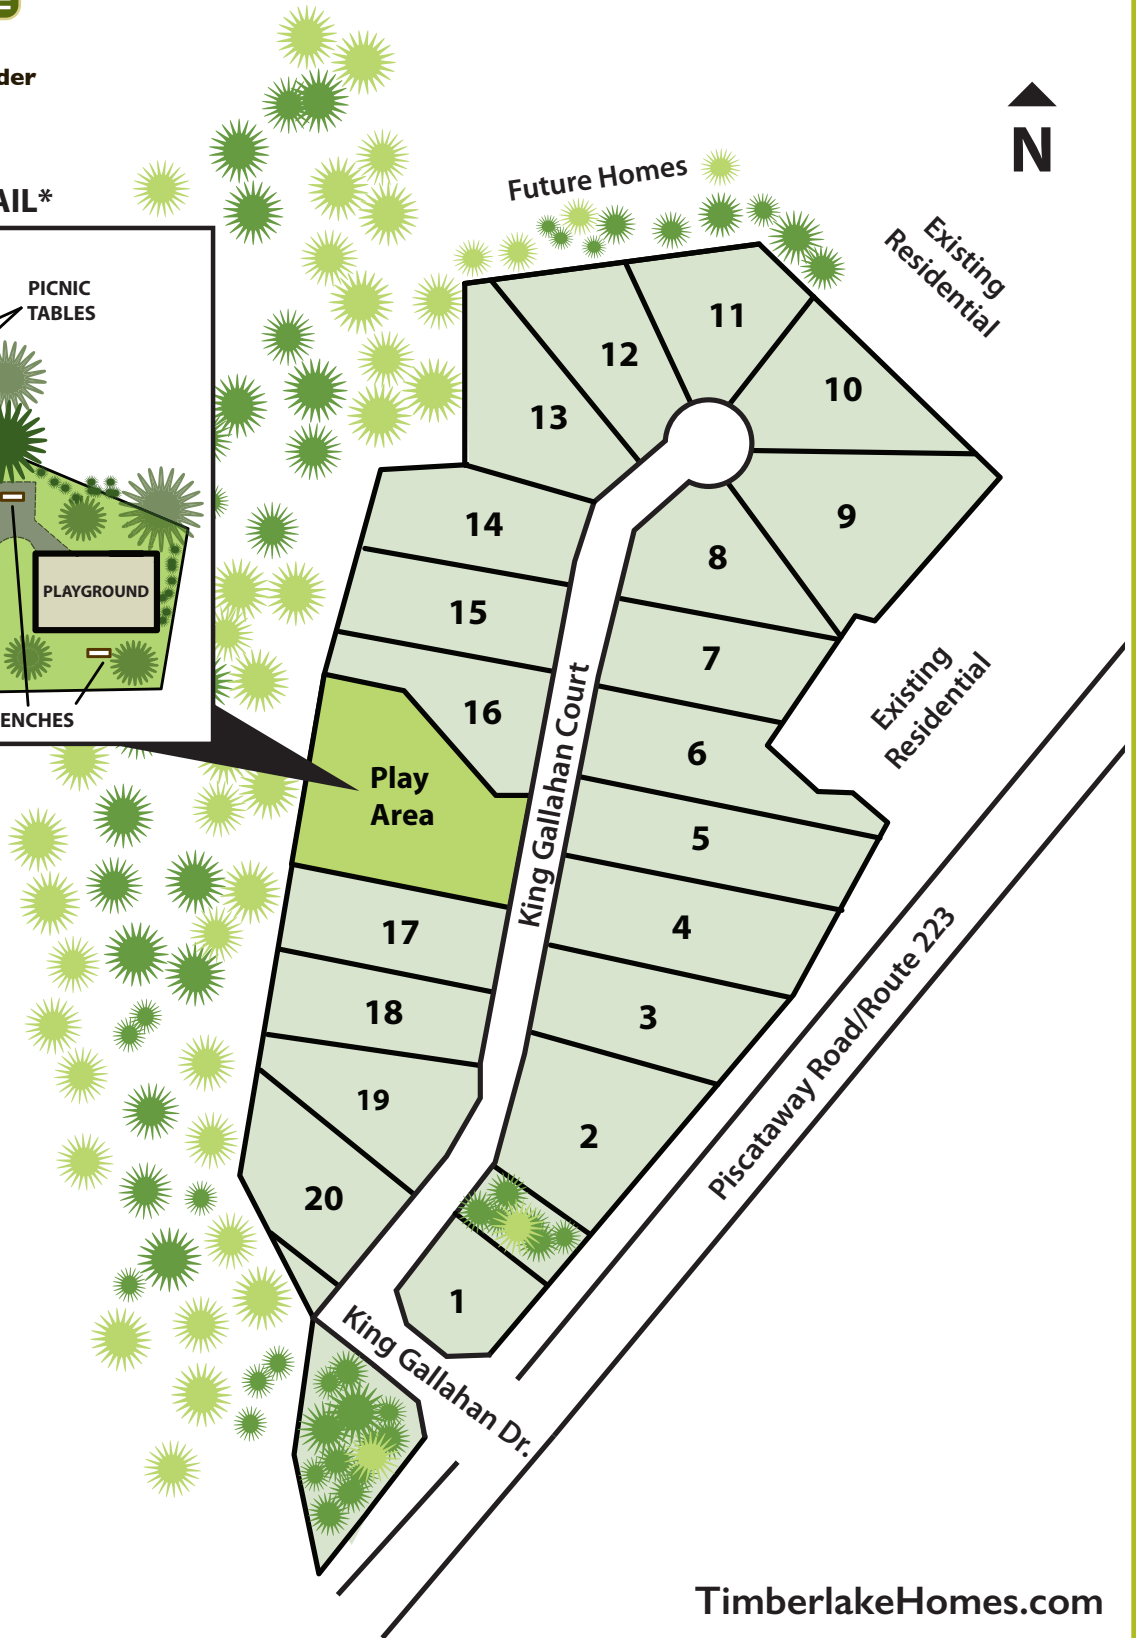 der
AIL*
PICNIC
TABLES
PLAYGROUND
ENCHES
N
Future Homes
Existing
Residential
11
12
10
13
9
14
8
15
7
16
6
Play
Area
5
17
4
18
3
19
2
20
1
King Gallahan Court
Existing
Residential
Piscataway Road/Route 223
King Gallahan Dr.
TimberlakeHomes.com